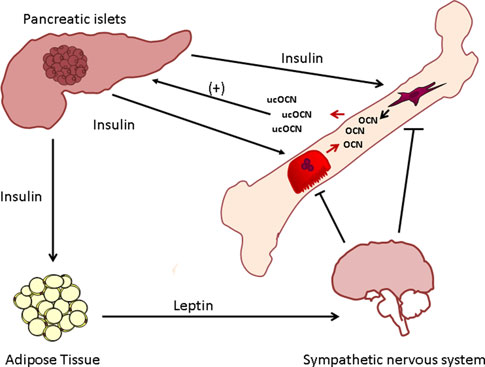 Pancreatic islets
Insulin
(+)
ucOCN
ucOCN
ucOCN
OCN
OCN
OCN
Insulin
Insulin
Leptin
Adipose Tissue
Sympathetic nervous system